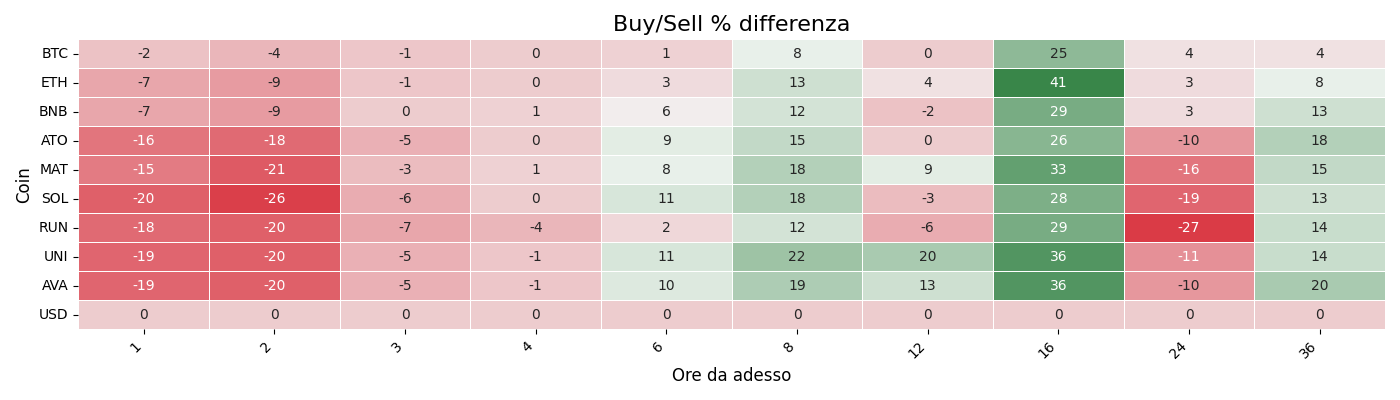 Buy/Sell % differenza
Coin
BTC -2 -4 -1 0 1 8 0 25 4 4
ETH -7 -9 -1 0 3 13 4 41 3 8
BNB -7 -9 0 1 6 12 -2 29 3 13
ATO -16 -18 -5 0 9 15 0 26 -10 18
MAT -15 -21 -3 1 8 18 9 33 -16 15
SOL -20 -26 -6 0 11 18 -3 28 -19 13
RUN -18 -20 -7 -4 2 12 -6 29 -27 14
UNI -19 -20 -5 -1 11 22 20 36 -11 14
AVA -19 -20 -5 -1 10 19 13 36 -10 20
USD 0 0 0 0 0 0 0 0 0 0
1 2 3 4 6 8 12 16 24 36
Ore da adesso